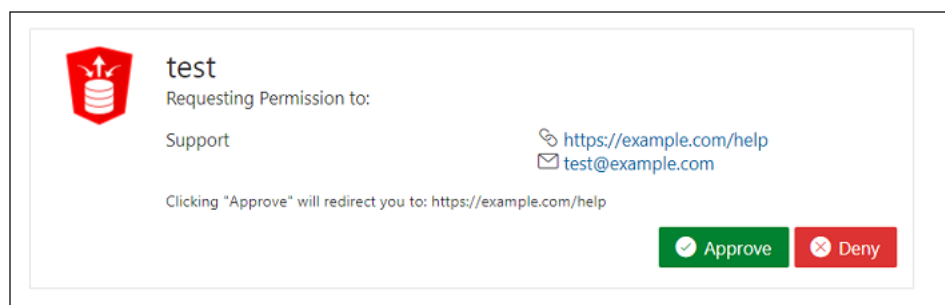 test
Requesting Permission to:
Support
https://example.com/help
test@example.com
Clicking "Approve" will redirect you to: https://example.com/help
Approve
Deny